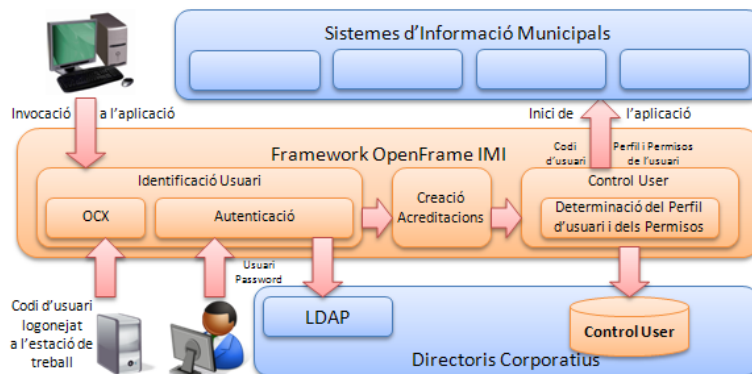 Sistemes d'Informació Municipals
Invocació a l'aplicació
Inici de l'aplicació
Framework OpenFrame IMI
Codi
d'usuari
Perfil i Permisos
de l'usuari
Identificació Usuari
OCX
Autenticació
Creació
Acreditacions
Control User
Determinació del Perfil
d'usuari i dels Permisos
Usuari
Password
Codi d'usuari
logonejat
a l'estació de
treball
LDAP
Control User
Directoris Corporatius